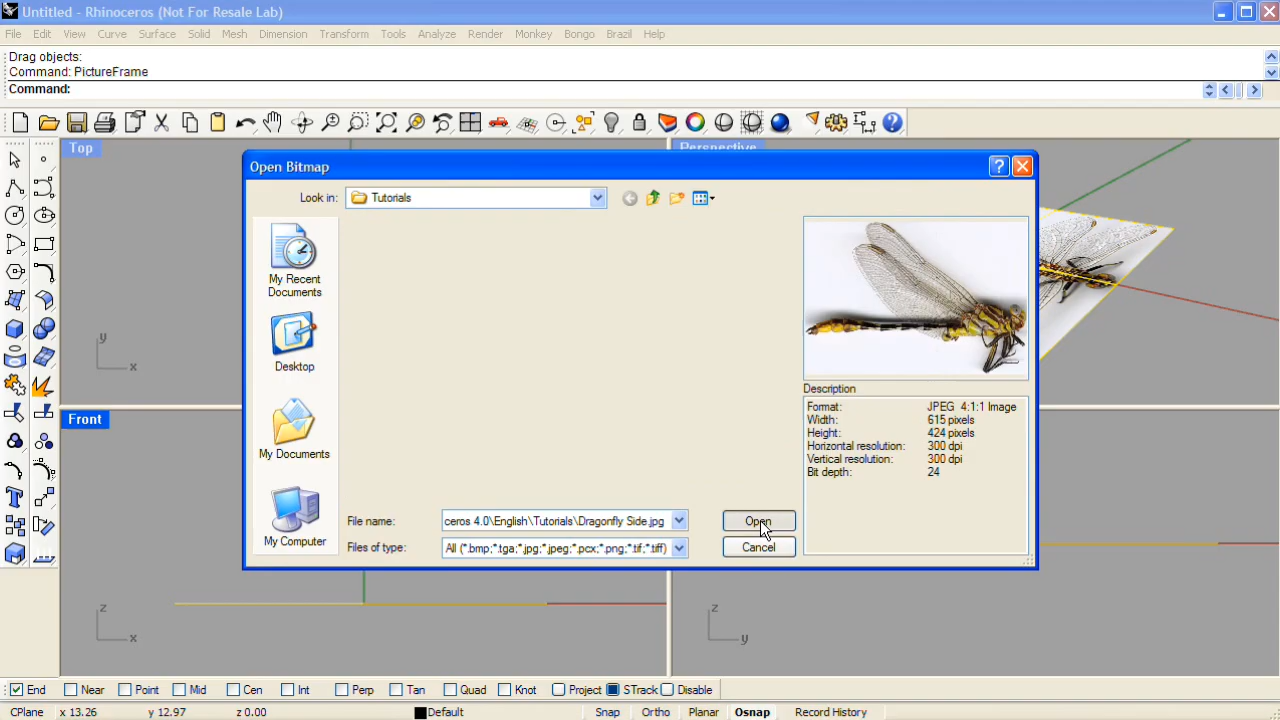 Untitled - Rhinoceros (Not For Resale Lab)
File Edit View Curve Surface Solid Mesh Dimension Transform Tools Analyze Render Monkey Bongo Brazil Help
Drag objects:
Command: PictureFrame
Command:
Top
Perspective
Open Bitmap
Look in: Tutorials
My Recent
Documents
Desktop
My Documents
My Computer
Description
Format: JPEG 4:1:1 Image
Width: 615 pixels
Height: 424 pixels
Horizontal resolution: 300 dpi
Vertical resolution: 300 dpi
Bit depth: 24
File name: ceros 4.0\English\Tutorials\Dragonfly Side.jpg Open
Files of type: All (*.bmp;*.tga;*.jpg;*.jpeg;*.pcx;*.png;*.tif;*.tiff) Cancel
y
x
Front
z
x
z
y
End Near Point Mid Cen Int Perp Tan Quad Knot Project STrack Disable
CPlane x 13.26 y 12.97 z 0.00 Default Snap Ortho Planar Osnap Record History